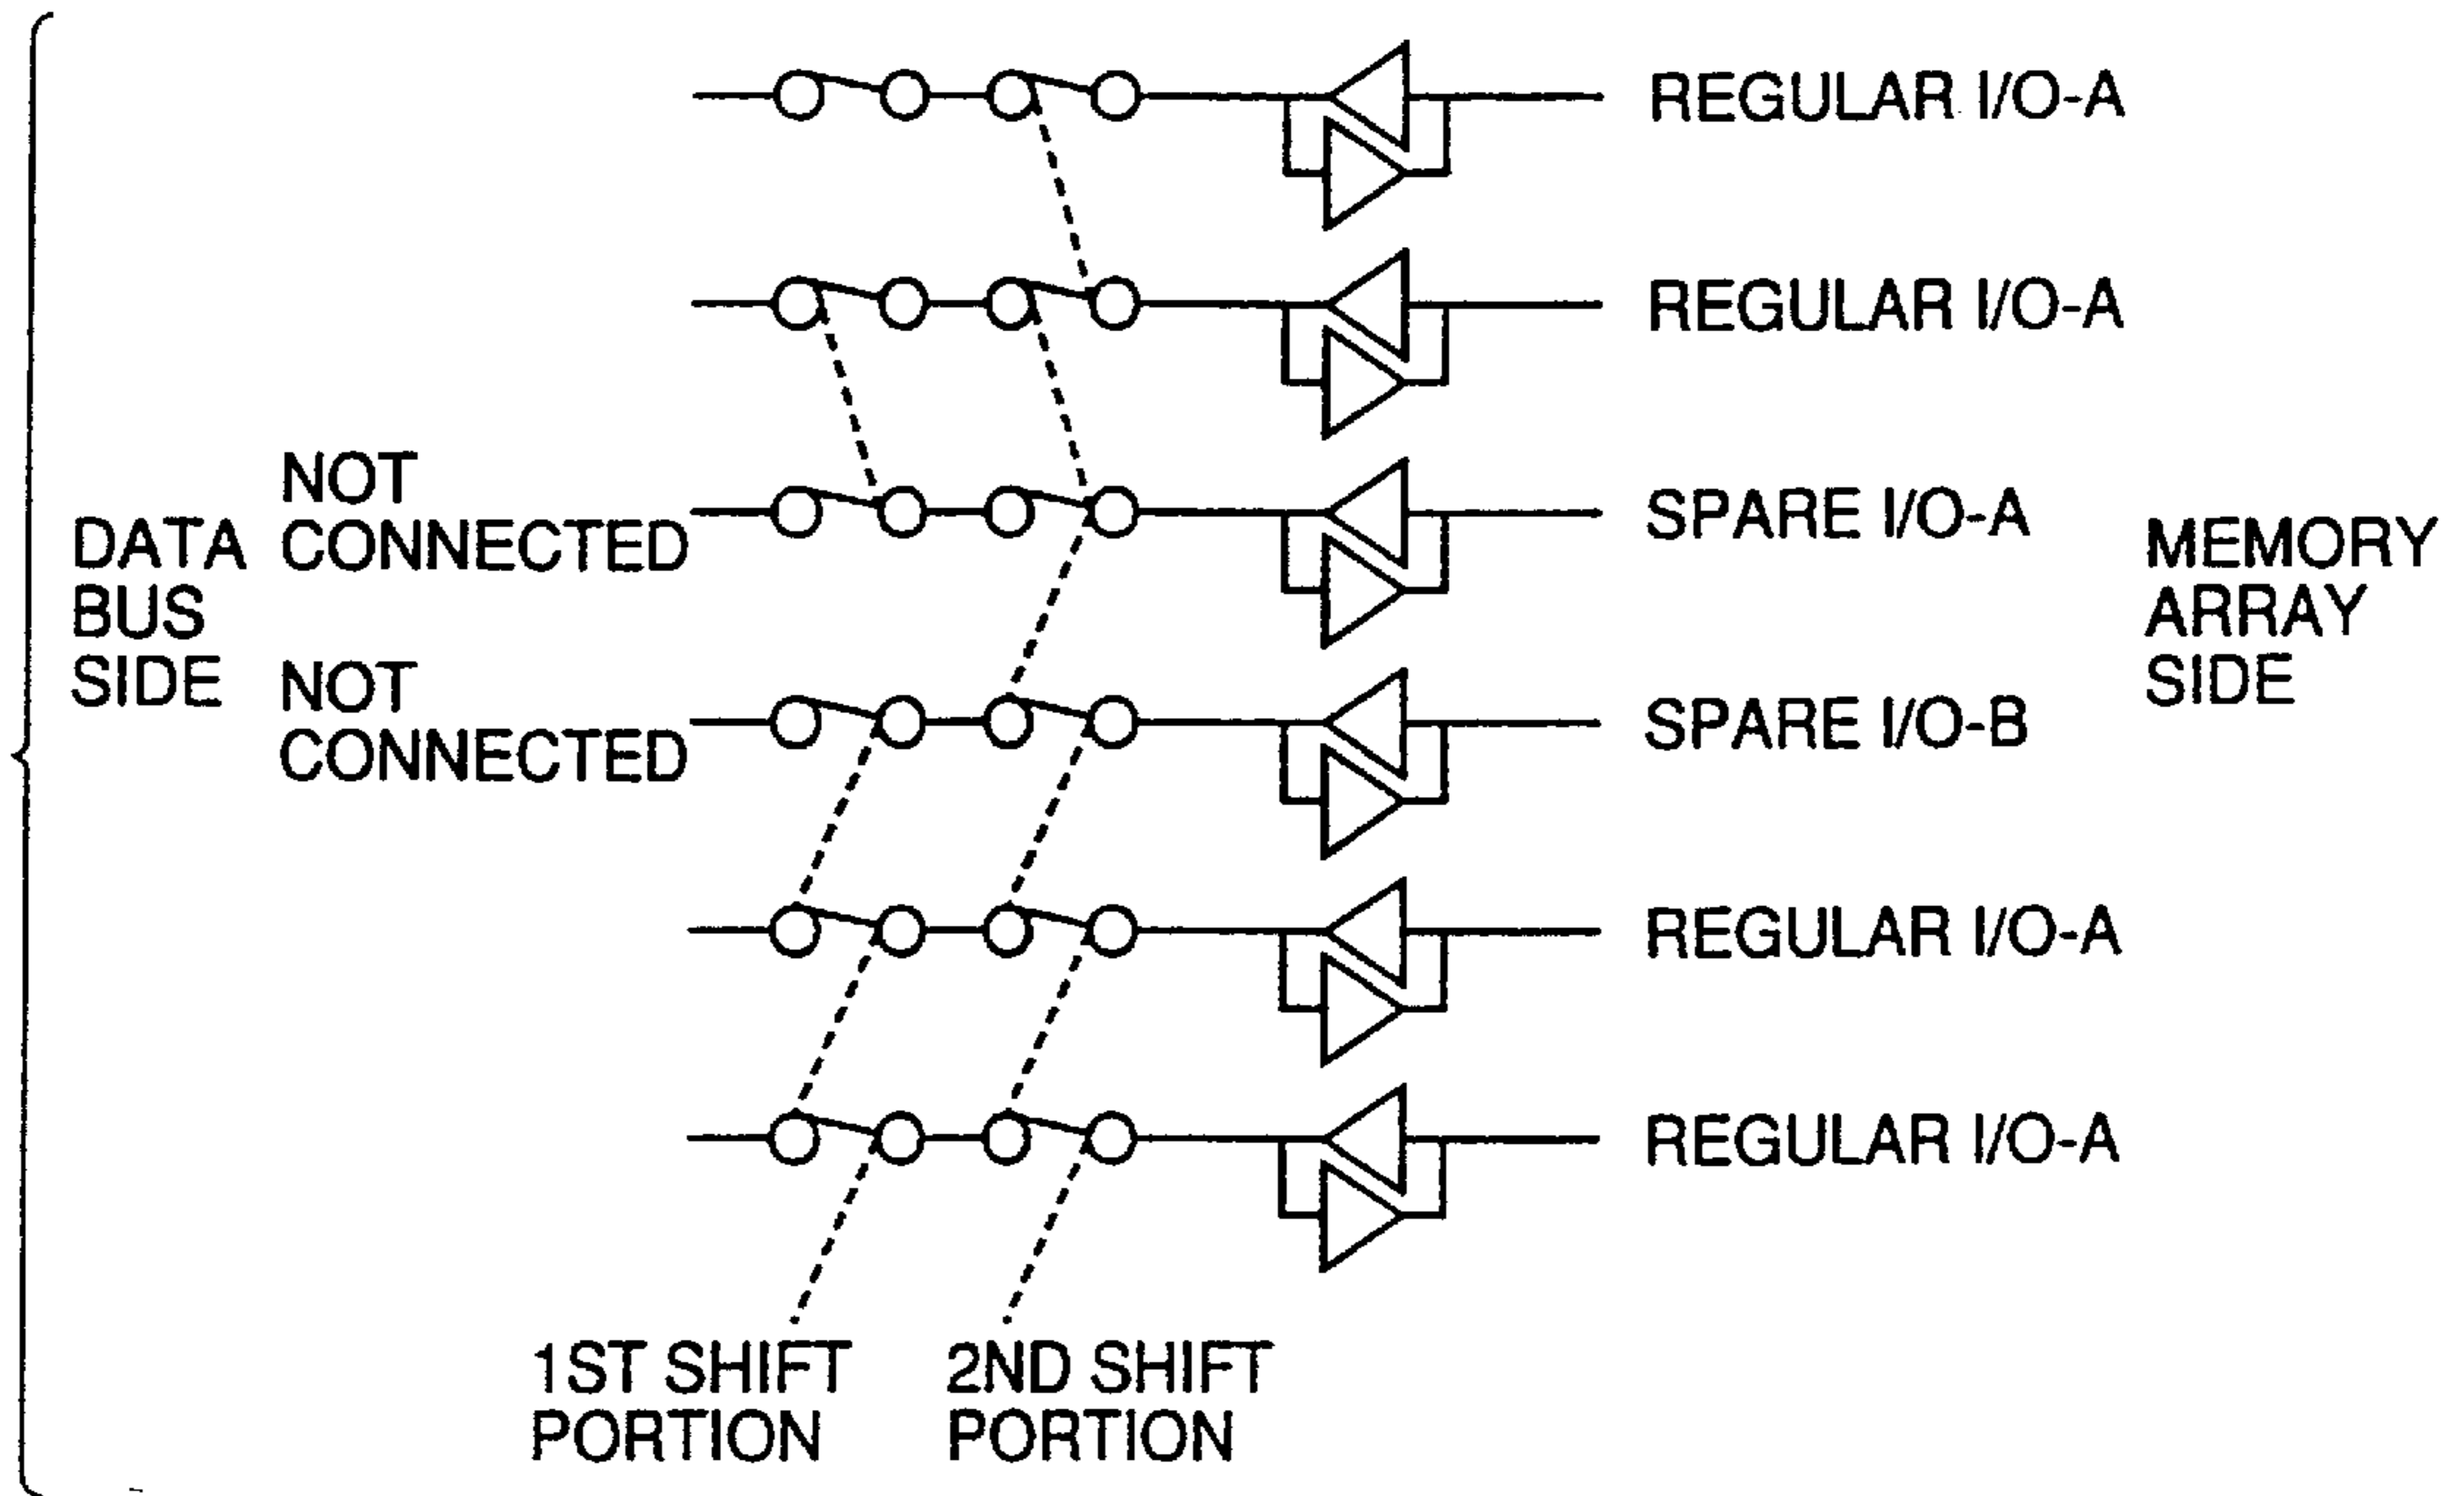 REGULAR I/O-A
REGULAR I/O-A
NOT
CONNECTED
SPARE I/O-A
DATA
BUS
SIDE
MEMORY
ARRAY
SIDE
NOT
CONNECTED
SPARE I/O-B
REGULAR I/O-A
REGULAR I/O-A
1ST SHIFT
PORTION
2ND SHIFT
PORTION